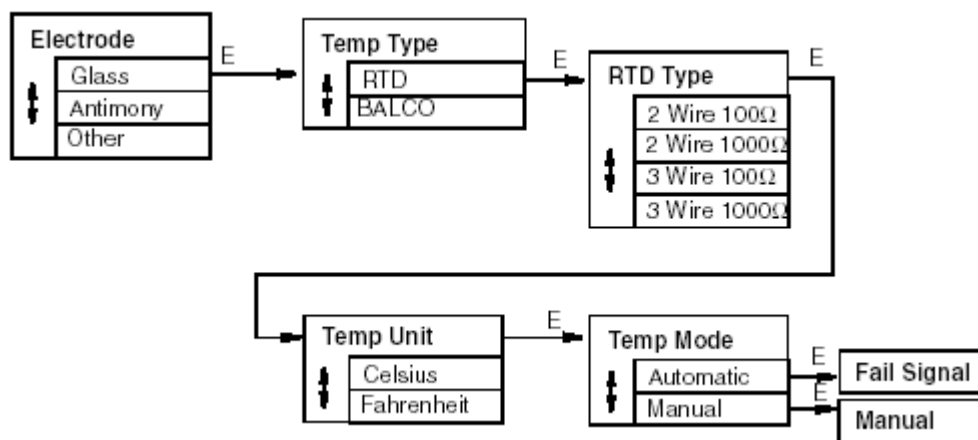 Electrode
Glass
Antimony
Other
E
Temp Type
RTD
BALCO
E
RTD Type
2 Wire 100Ω
2 Wire 1000Ω
3 Wire 100Ω
3 Wire 1000Ω
E
Temp Unit
Celsius
Fahrenheit
E
Temp Mode
Automatic
Manual
E
Fail Signal
E
Manual